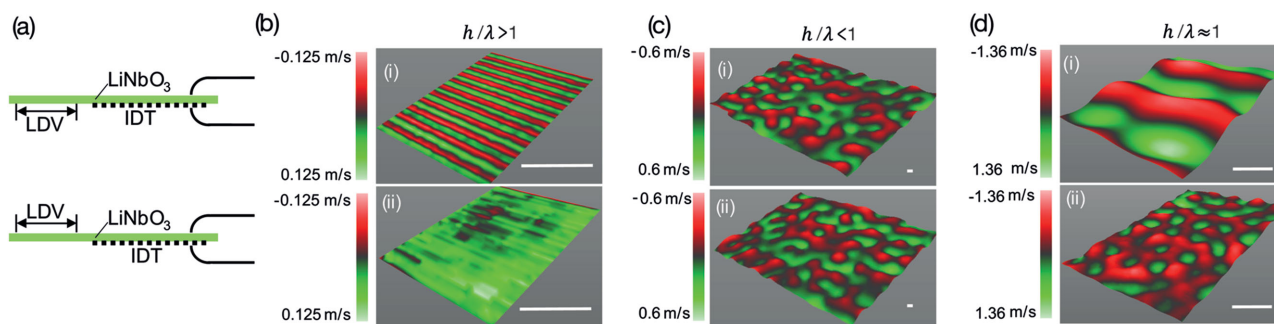 (a)
LiNbO₃
LDV
IDT
LDV
LiNbO₃
IDT
(b)
h/λ>1
-0.125 m/s
(i)
0.125 m/s
-0.125 m/s
(ii)
0.125 m/s
(c)
h/λ<1
-0.6 m/s
(i)
0.6 m/s
-0.6 m/s
(ii)
0.6 m/s
(d)
h/λ≈1
-1.36 m/s
(i)
1.36 m/s
-1.36 m/s
(ii)
1.36 m/s